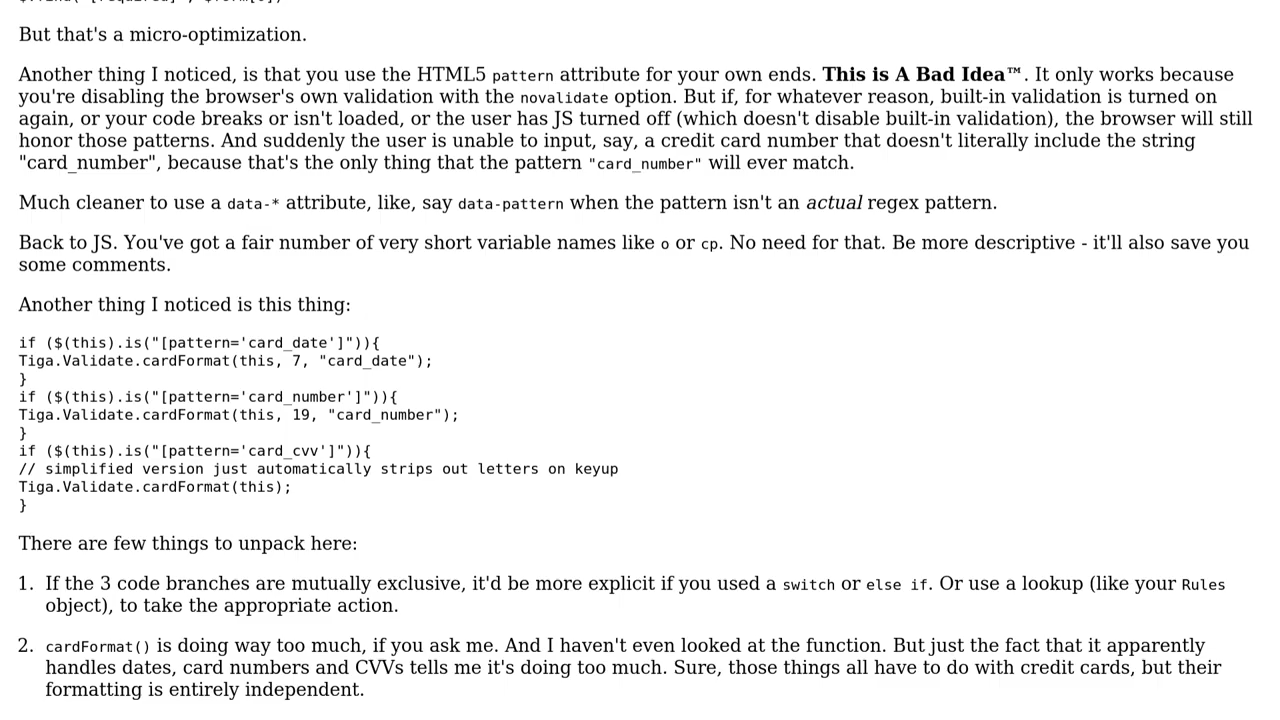 But that's a micro-optimization.
Another thing I noticed, is that you use the HTML5 pattern attribute for your own ends. This is A Bad Idea™. It only works because
you're disabling the browser's own validation with the novalidate option. But if, for whatever reason, built-in validation is turned on
again, or your code breaks or isn't loaded, or the user has JS turned off (which doesn't disable built-in validation), the browser will still
honor those patterns. And suddenly the user is unable to input, say, a credit card number that doesn't literally include the string
"card_number", because that's the only thing that the pattern "card_number" will ever match.
Much cleaner to use a data-* attribute, like, say data-pattern when the pattern isn't an actual regex pattern.
Back to JS. You've got a fair number of very short variable names like o or cp. No need for that. Be more descriptive - it'll also save you
some comments.
Another thing I noticed is this thing:
if ($(this).is("[pattern='card_date']")){
Tiga.Validate.cardFormat(this, 7, "card_date");
}
if ($(this).is("[pattern='card_number']")){
Tiga.Validate.cardFormat(this, 19, "card_number");
}
if ($(this).is("[pattern='card_cvv']")){
// simplified version just automatically strips out letters on keyup
Tiga.Validate.cardFormat(this);
}
There are few things to unpack here:
1. If the 3 code branches are mutually exclusive, it'd be more explicit if you used a switch or else if. Or use a lookup (like your Rules
object), to take the appropriate action.
2. cardFormat() is doing way too much, if you ask me. And I haven't even looked at the function. But just the fact that it apparently
handles dates, card numbers and CVVs tells me it's doing too much. Sure, those things all have to do with credit cards, but their
formatting is entirely independent.